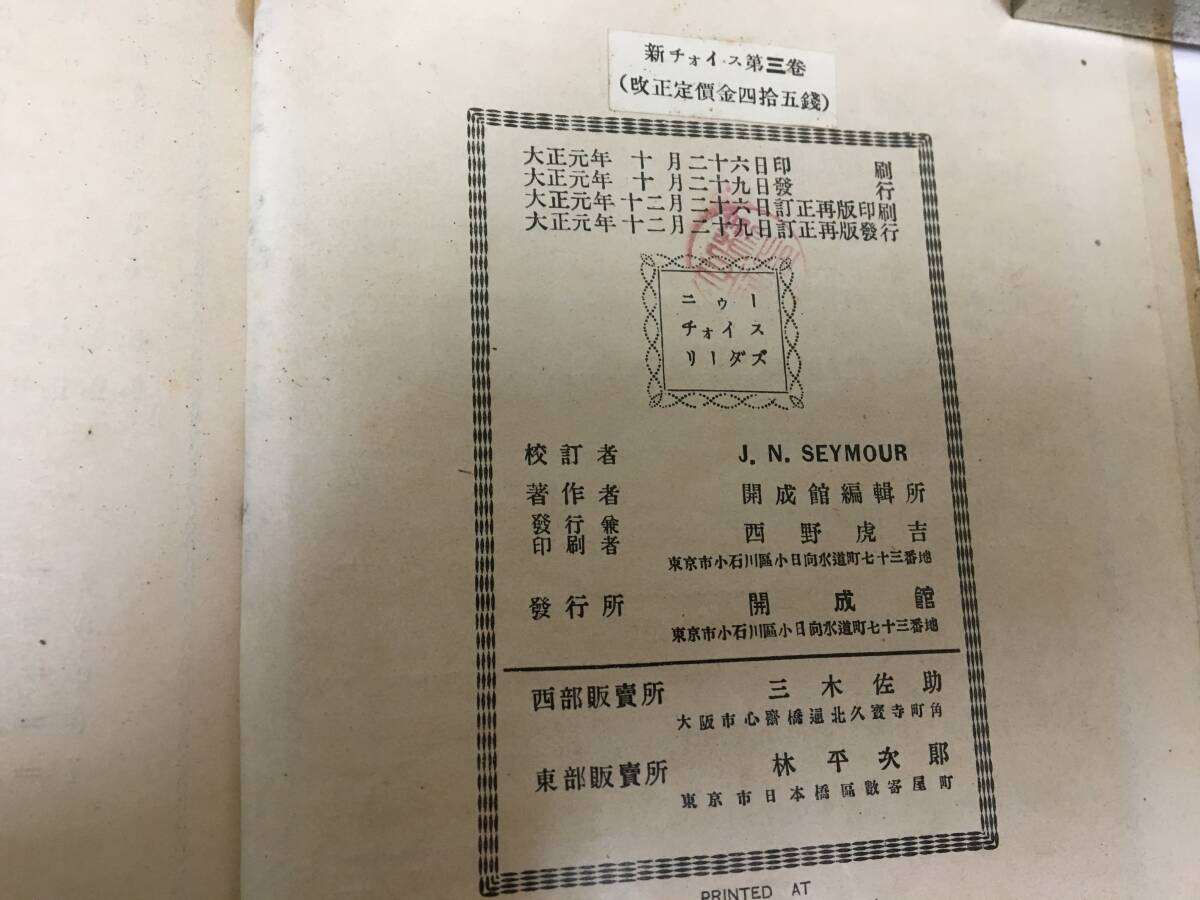 新チョイス第三卷
(改正定價金四拾五錢)
大正元年 十月二十六日印刷
大正元年 十月二十九日發行
大正元年十二月二十六日訂正再版印刷
大正元年十二月二十九日訂正再版發行
ニゥー
チョイス
リーダズ
校訂者 J. N. SEYMOUR
著作者 開成館編輯所
發行兼
印刷者 西野虎吉
東京市小石川區小日向水道町七十三番地
發行所 開成館
東京市小石川區小日向水道町七十三番地
西部販賣所 三木佐助
大阪市心齋橋通北久寳寺町角
東部販賣所 林平次郎
東京市日本橋區數寄屋町
PRINTED AT